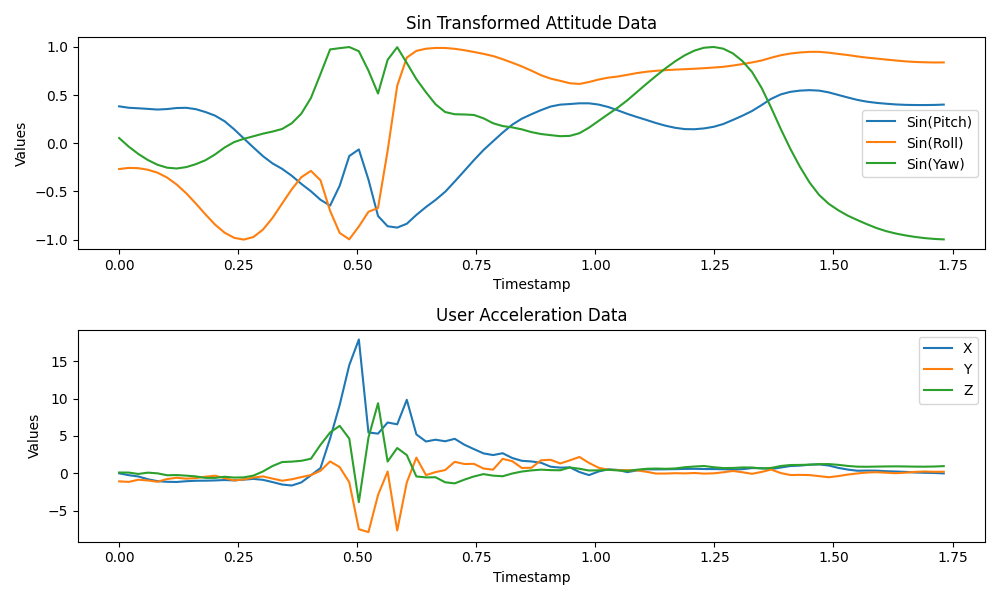 Sin Transformed Attitude Data
1.0
0.5
0.0
−0.5
−1.0
Values
Sin(Pitch)
Sin(Roll)
Sin(Yaw)
0.00 0.25 0.50 0.75 1.00 1.25 1.50 1.75
Timestamp
User Acceleration Data
15
10
5
0
−5
Values
X
Y
Z
0.00 0.25 0.50 0.75 1.00 1.25 1.50 1.75
Timestamp